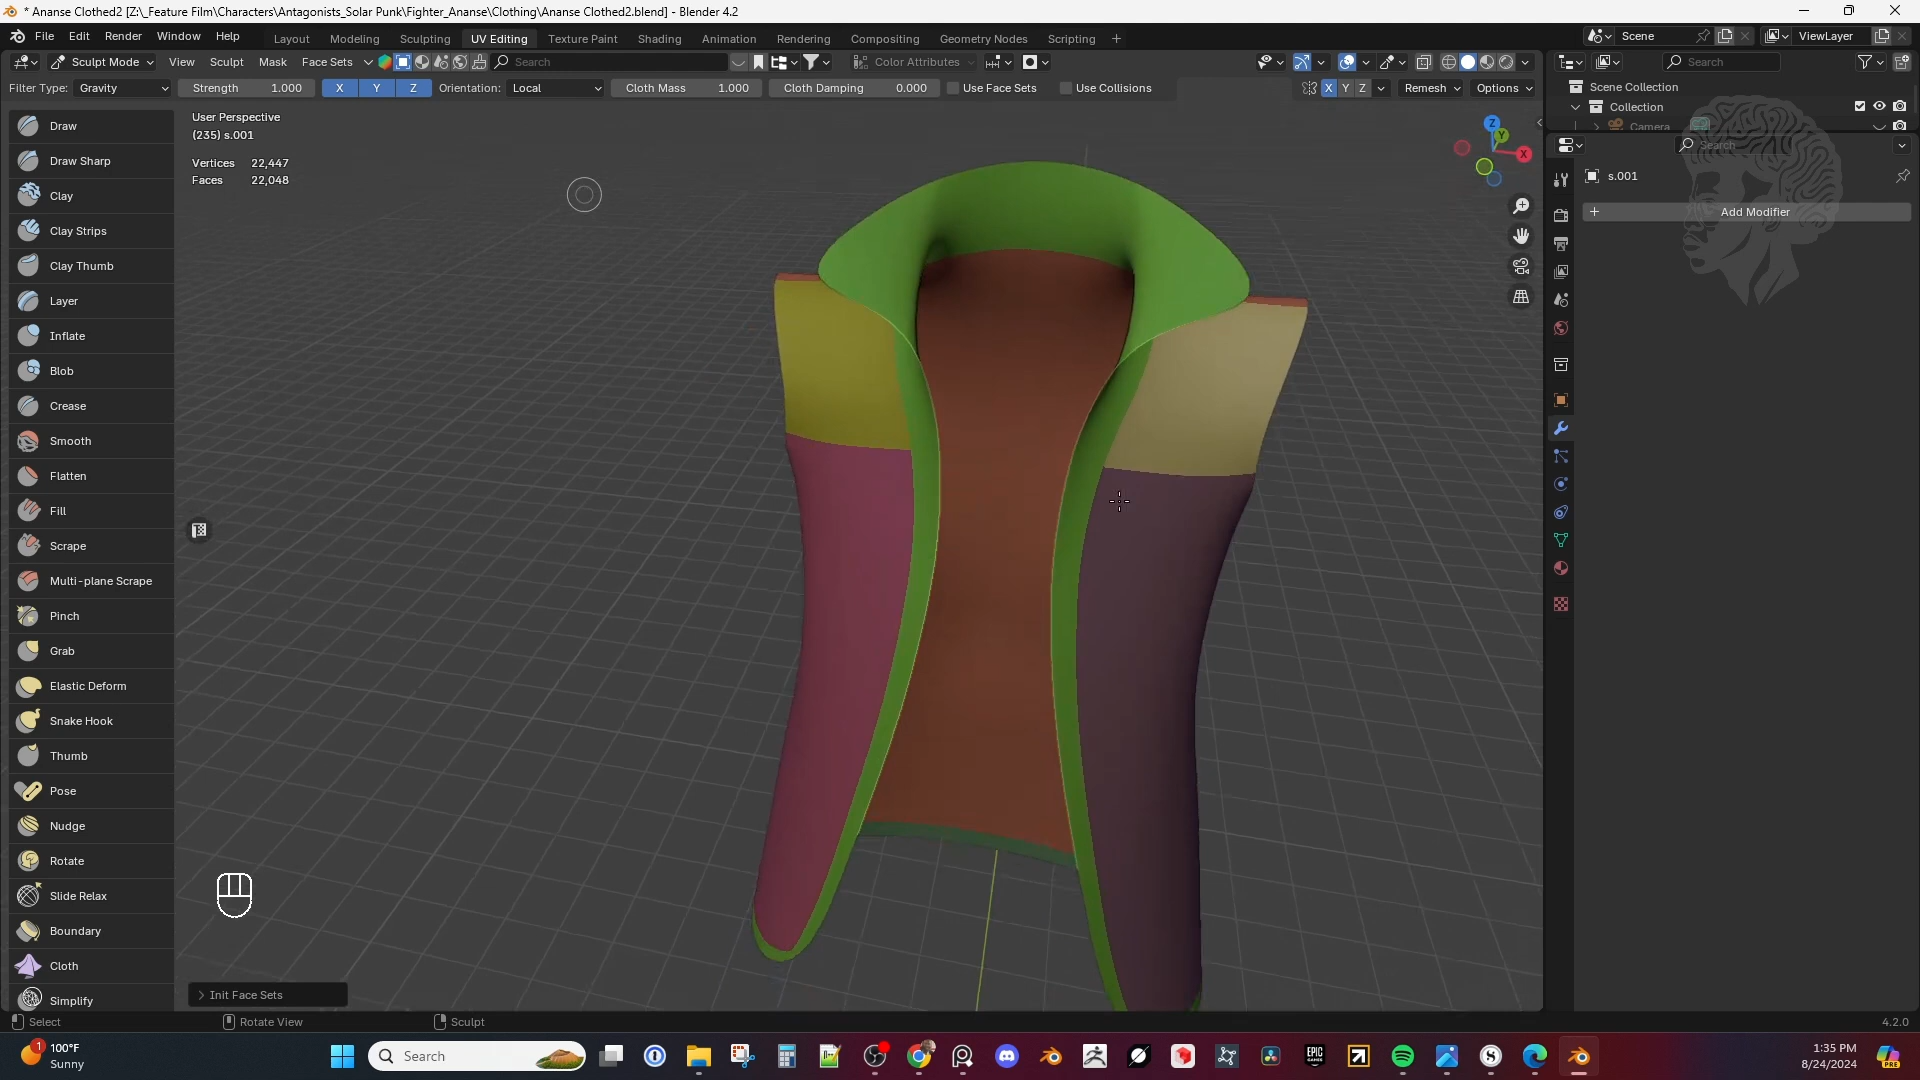 * Ananse Clothed2 [Z:\_Feature Film\Characters\Antagonists_Solar Punk\Fighter_Ananse\Clothing\Ananse Clothed2.blend] - Blender 4.2
File Edit Render Window Help Layout Modeling Sculpting UV Editing Texture Paint Shading Animation Rendering Compositing Geometry Nodes Scripting + Scene ViewLayer
Sculpt Mode View Sculpt Mask Face Sets Search Color Attributes Search
Filter Type: Gravity Strength 1.000 X Y Z Orientation: Local Cloth Mass 1.000 Cloth Damping 0.000 Use Face Sets Use Collisions X Y Z Remesh Options
Scene Collection
Collection
Camera
Search
s.001
+ Add Modifier
User Perspective
(235) s.001
Vertices 22,447
Faces 22,048
Z
Y
X
Draw
Draw Sharp
Clay
Clay Strips
Clay Thumb
Layer
Inflate
Blob
Crease
Smooth
Flatten
Fill
Scrape
Multi-plane Scrape
Pinch
Grab
Elastic Deform
Snake Hook
Thumb
Pose
Nudge
Rotate
Slide Relax
Boundary
Cloth
Simplify
> Init Face Sets
Select Rotate View Sculpt 4.2.0
1 100°F
Sunny
Search
EPIC GAMES
PRE
1:35 PM
8/24/2024